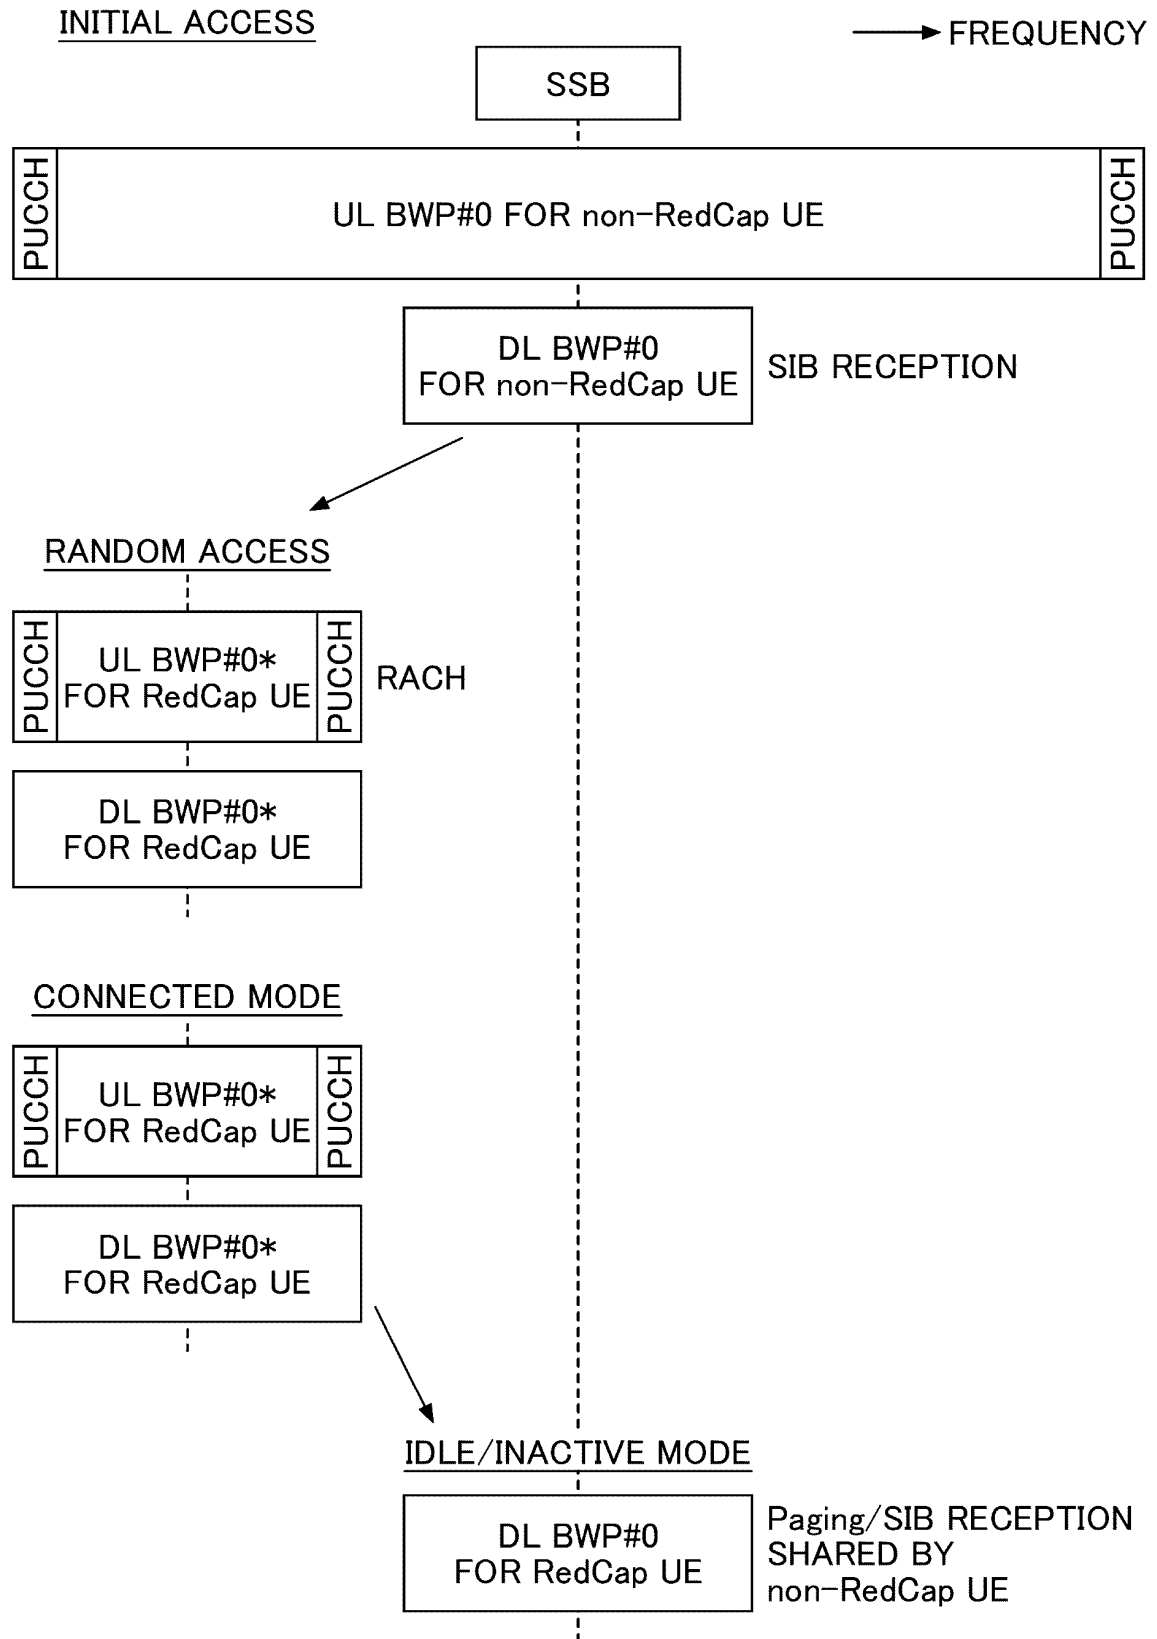 INITIAL ACCESS
FREQUENCY
SSB
PUCCH
UL BWP#0 FOR non-RedCap UE
PUCCH
DL BWP#0
FOR non-RedCap UE
SIB RECEPTION
RANDOM ACCESS
PUCCH
UL BWP#0*
FOR RedCap UE
PUCCH
RACH
DL BWP#0*
FOR RedCap UE
CONNECTED MODE
PUCCH
UL BWP#0*
FOR RedCap UE
PUCCH
DL BWP#0*
FOR RedCap UE
IDLE/INACTIVE MODE
DL BWP#0
FOR RedCap UE
Paging/SIB RECEPTION
SHARED BY
non-RedCap UE